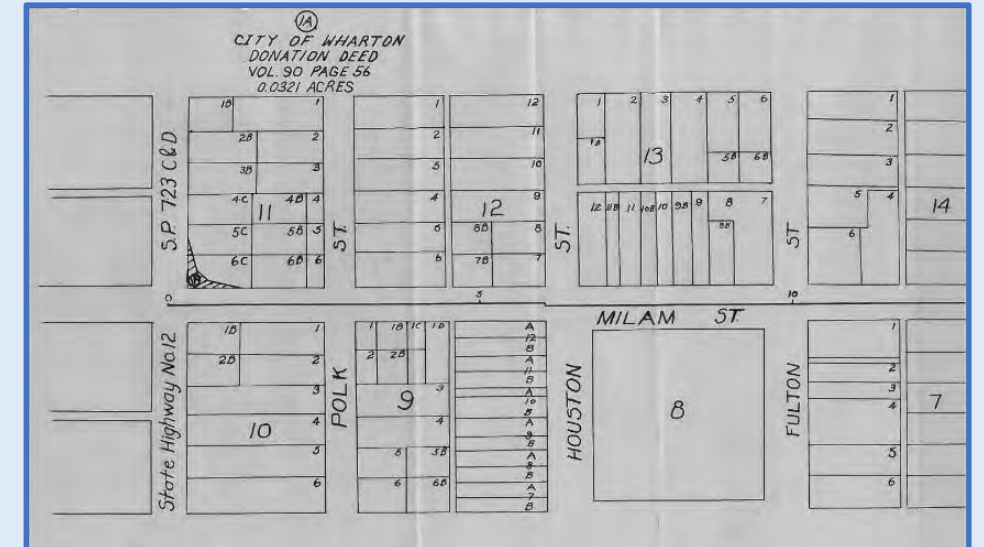 1A
CITY OF WHARTON
DONATION DEED
VOL. 90 PAGE 56
0.0321 ACRES
S.P. 723 C&D
1B 1
2B 2
3B 3
4C 4B 4
11
5C 5B 5
6C 6B 6
ST.
1 12
2 11
5 10
4 9
12
6 8B 8
6 7B 7
ST.
1 2 3 4 5 6
1B
13
5B 6B
12 11B 11 10B 10 9B 9 8 7
8B
ST
1
2
3
5 4
6
14
0 5 10
MILAM ST.
State Highway No.12
1B 1
2B 2
3
10
4
5
6
POLK
1 1B 1C 1D
2 2B
3
9
4
5 5B
6 6B
A
12
B
A
11
B
A
10
B
A
9
B
A
8
B
A
7
B
HOUSTON
8
FULTON
1
2
3
4
5
6
7